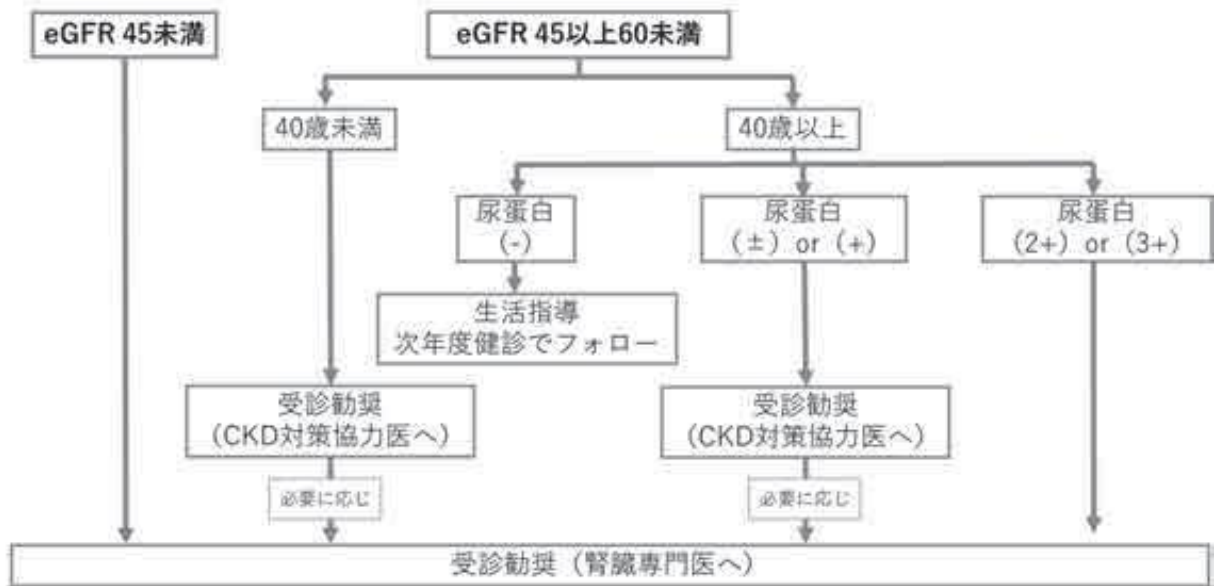 eGFR 45未満
eGFR 45以上60未満
40歳未満
40歳以上
尿蛋白
(-)
尿蛋白
(±) or (+)
尿蛋白
(2+) or (3+)
生活指導
次年度健診でフォロー
受診勧奨
(CKD対策協力医へ)
受診勧奨
(CKD対策協力医へ)
必要に応じ
必要に応じ
受診勧奨（腎臓専門医へ）